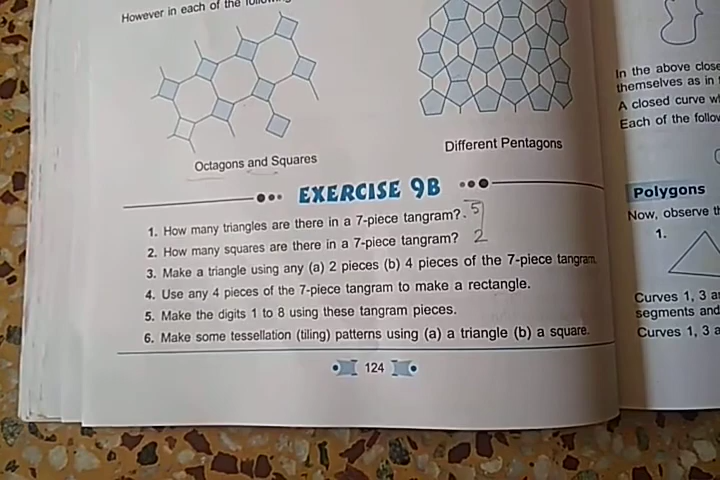 However in each of the
Octagons and Squares
Different Pentagons
EXERCISE 9B
1. How many triangles are there in a 7-piece tangram? 5
2. How many squares are there in a 7-piece tangram? 2
3. Make a triangle using any (a) 2 pieces (b) 4 pieces of the 7-piece tangram.
4. Use any 4 pieces of the 7-piece tangram to make a rectangle.
5. Make the digits 1 to 8 using these tangram pieces.
6. Make some tessellation (tiling) patterns using (a) a triangle (b) a square.
124
In the above close
themselves as in
A closed curve
Each of the follow
Polygons
Now, observe
1.
Curves 1, 3
segments and
Curves 1, 3